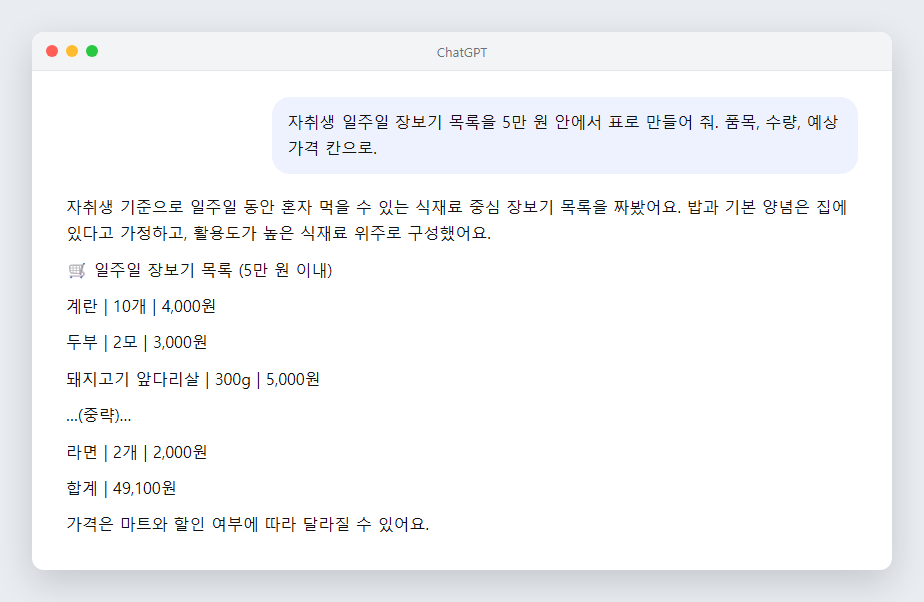 ChatGPT
자취생 일주일 장보기 목록을 5만 원 안에서 표로 만들어 줘. 품목, 수량, 예상
가격 칸으로.
자취생 기준으로 일주일 동안 혼자 먹을 수 있는 식재료 중심 장보기 목록을 짜봤어요. 밥과 기본 양념은 집에
있다고 가정하고, 활용도가 높은 식재료 위주로 구성했어요.
🛒 일주일 장보기 목록 (5만 원 이내)
계란 | 10개 | 4,000원
두부 | 2모 | 3,000원
돼지고기 앞다리살 | 300g | 5,000원
...(중략)...
라면 | 2개 | 2,000원
합계 | 49,100원
가격은 마트와 할인 여부에 따라 달라질 수 있어요.